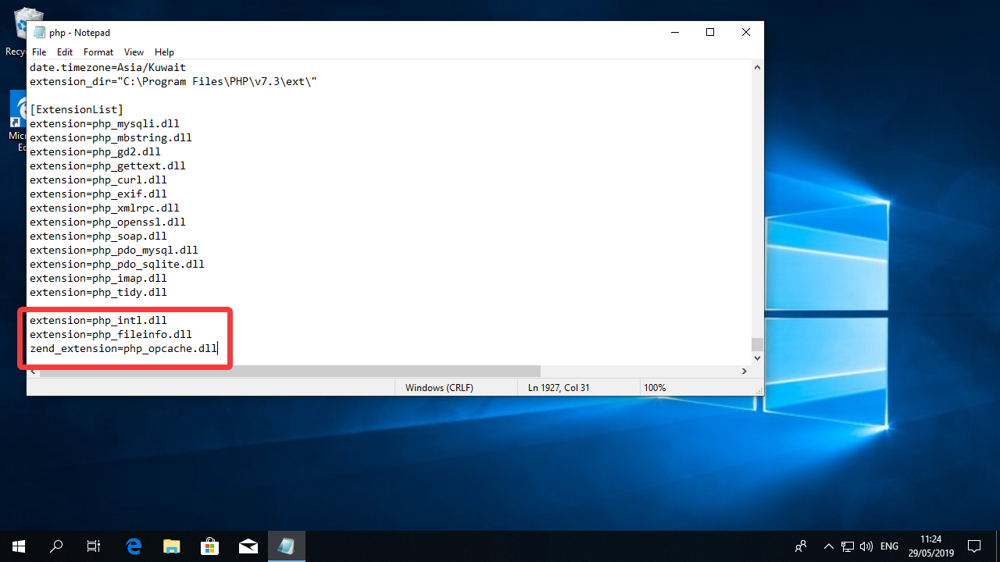 Recyc
php - Notepad
File Edit Format View Help
date.timezone=Asia/Kuwait
extension_dir="C:\Program Files\PHP\v7.3\ext\"
[ExtensionList]
extension=php_mysqli.dll
extension=php_mbstring.dll
extension=php_gd2.dll
extension=php_gettext.dll
extension=php_curl.dll
extension=php_exif.dll
extension=php_xmlrpc.dll
extension=php_openssl.dll
extension=php_soap.dll
extension=php_pdo_mysql.dll
extension=php_pdo_sqlite.dll
extension=php_imap.dll
extension=php_tidy.dll
extension=php_intl.dll
extension=php_fileinfo.dll
zend_extension=php_opcache.dll
Windows (CRLF) Ln 1927, Col 31 100%
Micr
Ed
ENG
11:24
29/05/2019